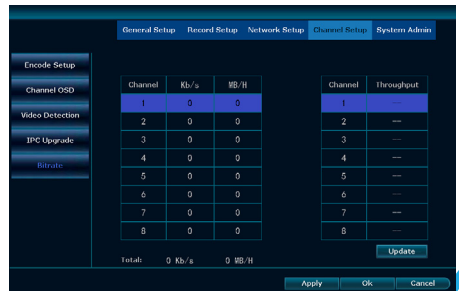 General Setup Record Setup Network Setup Channel Setup System Admin
Encode Setup
Channel OSD
Video Detection
IPC Upgrade
Bitrate
Channel Kb/s MB/H
1 0 0
2 0 0
3 0 0
4 0 0
5 0 0
6 0 0
7 0 0
8 0 0
Total: 0 Kb/s 0 MB/H
Channel Throughput
1 ---
2 ---
3 ---
4 ---
5 ---
6 ---
7 ---
8 ---
Update
Apply Ok Cancel